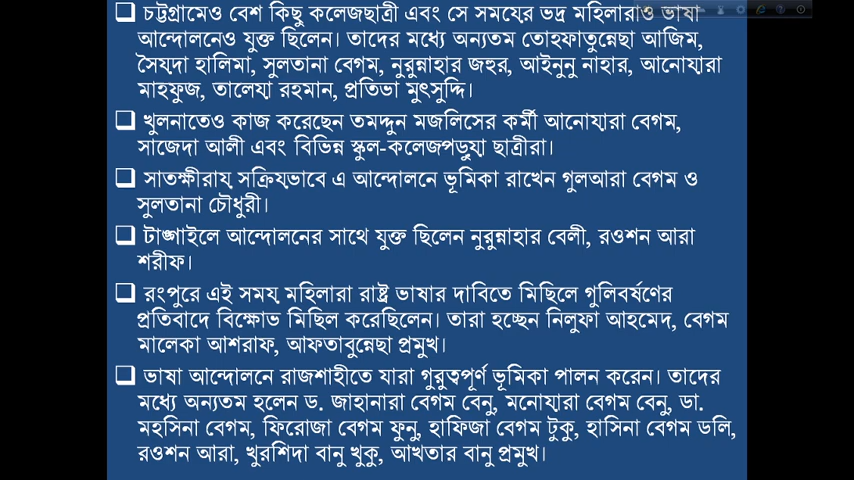 চট্টগ্রামেও বেশ কিছু কলেজছাত্রী এবং সে সময়ের ভদ্র মহিলারাও ভাষা
আন্দোলনেও যুক্ত ছিলেন। তাদের মধ্যে অন্যতম তোহফাতুন্নেছা আজিম,
সৈয়দা হালিমা, সুলতানা বেগম, নুরুন্নাহার জহুর, আইনুনু নাহার, আনোয়ারা
মাহফুজ, তালেয়া রহমান, প্রতিভা মুৎসুদ্দি।
খুলনাতেও কাজ করেছেন তমদ্দুন মজলিসের কর্মী আনোয়ারা বেগম,
সাজেদা আলী এবং বিভিন্ন স্কুল-কলেজপড়ুয়া ছাত্রীরা।
সাতক্ষীরায় সক্রিয়ভাবে এ আন্দোলনে ভূমিকা রাখেন গুলআরা বেগম ও
সুলতানা চৌধুরী।
টাঙ্গাইলে আন্দোলনের সাথে যুক্ত ছিলেন নুরুন্নাহার বেলী, রওশন আরা
শরীফ।
রংপুরে এই সময় মহিলারা রাষ্ট্র ভাষার দাবিতে মিছিলে গুলিবর্ষণের
প্রতিবাদে বিক্ষোভ মিছিল করেছিলেন। তারা হচ্ছেন নিলুফা আহমেদ, বেগম
মালেকা আশরাফ, আফতাবুন্নেছা প্রমুখ।
ভাষা আন্দোলনে রাজশাহীতে যারা গুরুত্বপূর্ণ ভূমিকা পালন করেন। তাদের
মধ্যে অন্যতম হলেন ড. জাহানারা বেগম বেনু, মনোয়ারা বেগম বেনু, ডা.
মহসিনা বেগম, ফিরোজা বেগম ফুনু, হাফিজা বেগম টুকু, হাসিনা বেগম ডলি,
রওশন আরা, খুরশিদা বানু খুকু, আখতার বানু প্রমুখ।